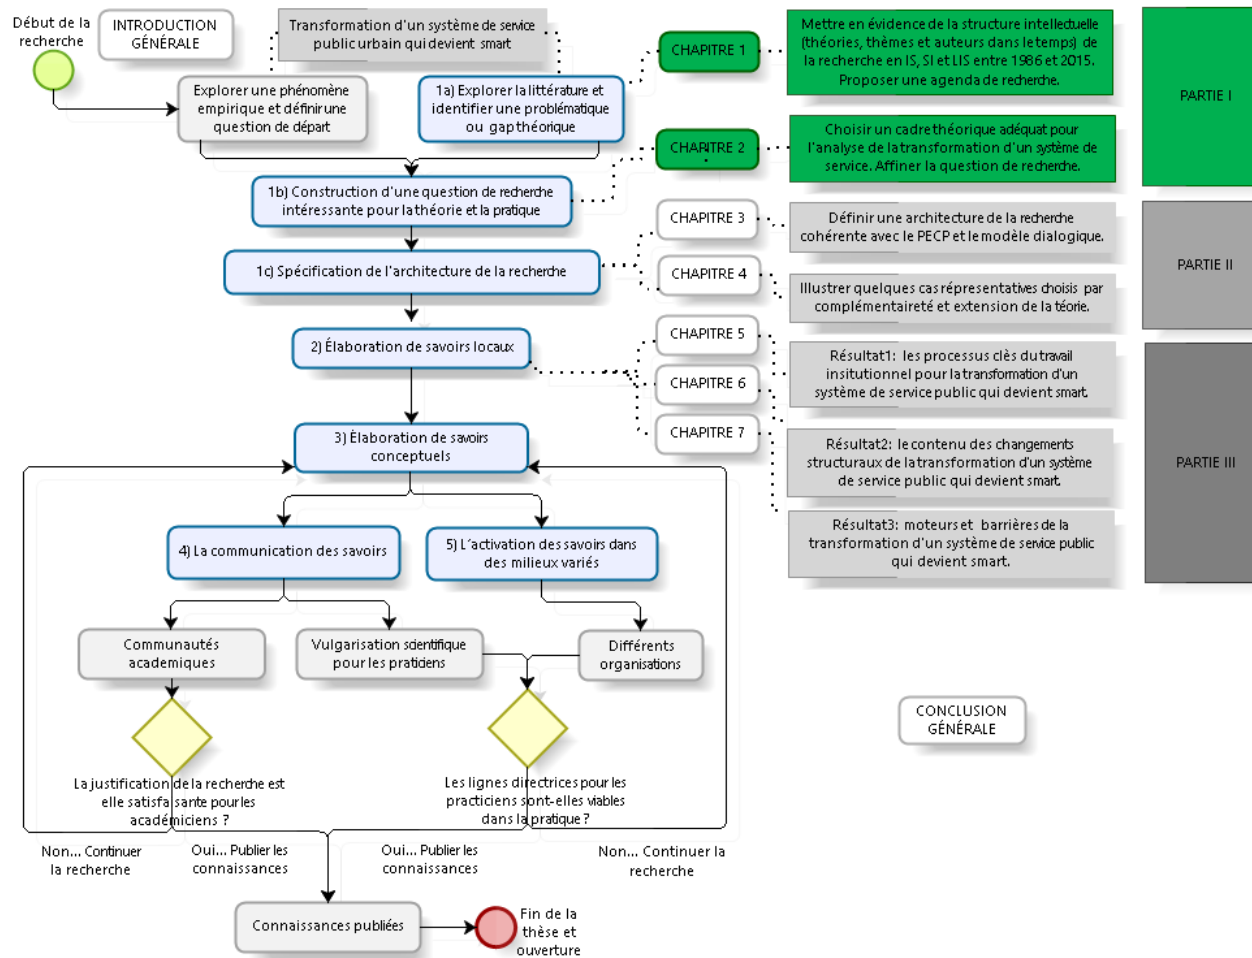 Début de la
recherche
INTRODUCTION
GÉNÉRALE
Transformation d'un système de service
public urbain qui devient smart
Explorer une phénomène
empirique et définir une
question de départ
1a) Explorer la littérature et
identifier une problématique
ou gap théorique
CHAPITRE 1
Mettre en évidence de la structure intellectuelle
(théories, thèmes et auteurs dans le temps) de
la recherche en IS, SI et LIS entre 1986 et 2015.
Proposer une agenda de recherche.
PARTIE I
CHARITRE 2
Choisir un cadre théorique adéquat pour
l'analyse de la transformation d'un système de
service. Affiner la question de recherche.
1b) Construction d'une question de recherche
intéressante pour la théorie et la pratique
CHAPITRE 3
Définir une architecture de la recherche
cohérente avec le PECP et le modèle dialogique.
PARTIE II
1c) Spécification de l'architecture de la recherche
CHAPITRE 4
Illustrer quelques cas répresentatives choisis par
complémentaireté et extension de la téorie.
2) Élaboration de savoirs locaux
CHAPITRE 5
Résultat1: les processus clés du travail
insitutionnel pour la transformation d'un
système de service public qui devient smart.
CHAPITRE 6
CHAPITRE 7
3) Élaboration de savoirs
conceptuels
Résultat2: le contenu des changements
structuraux de la transformation d'un système
de service public qui devient smart.
PARTIE III
Résultat3: moteurs et barrières de la
transformation d'un système de service public
qui devient smart.
4) La communication des savoirs
5) L´activation des savoirs dans
des milieux variés
Communautés
académiques
Vulgarisation scientifique
pour les praticiens
Différents
organisations
CONCLUSION
GÉNÉRALE
La justification de la recherche est
elle satisfaisante pour les
académiciens ?
Les lignes directrices pour les
practiciens sont-elles viables
dans la pratique ?
Non... Continuer
la recherche
Oui... Publier les
connaissances
Oui... Publier les
connaissances
Non... Continuer la
recherche
Connaissances publiées
Fin de la
thèse et
ouverture